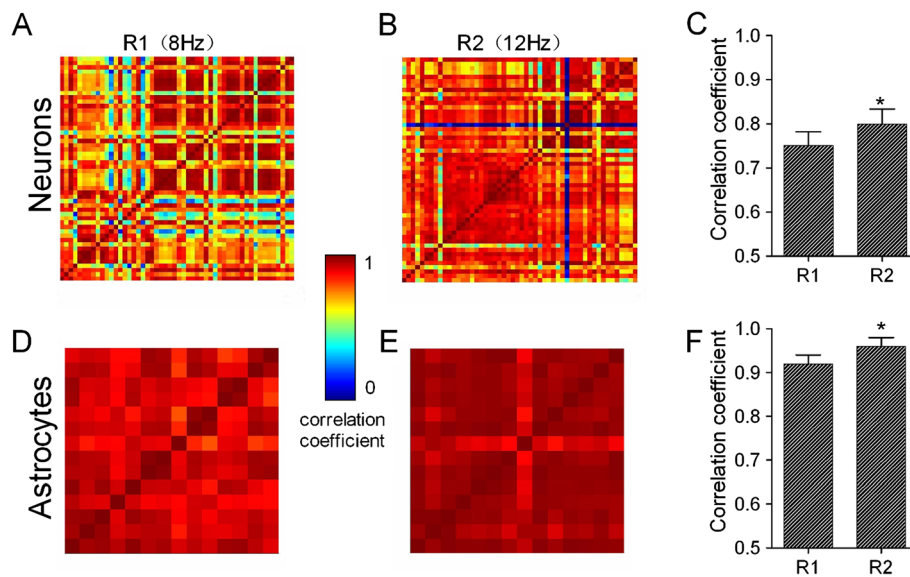 A
R1（8Hz）
B
R2（12Hz）
C
Neurons
Correlation coefficient
1.0
0.9
0.8
0.7
0.6
0.5
*
R1
R2
1
0
correlation
coefficient
D
E
F
Astrocytes
Correlation coefficient
1.0
0.9
0.8
0.7
0.6
0.5
*
R1
R2